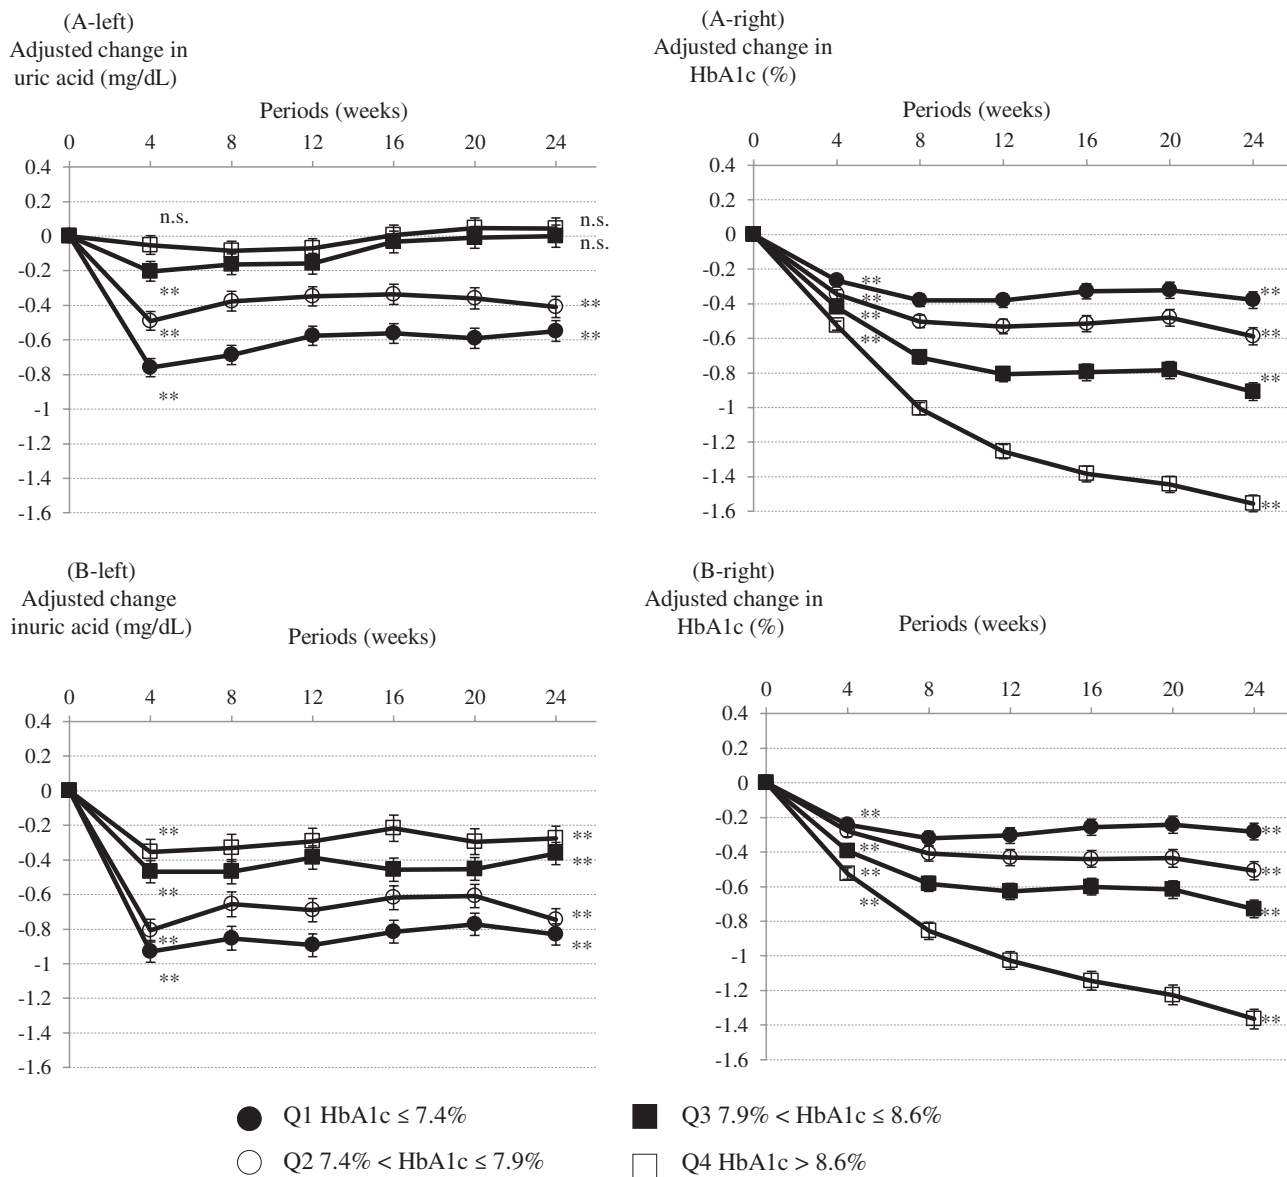 (A-left)
Adjusted change in
uric acid (mg/dL)
Periods (weeks)
0 4 8 12 16 20 24
0.4
0.2
0
-0.2
-0.4
-0.6
-0.8
-1
-1.2
-1.4
-1.6
n.s.
**
**
**
n.s.
n.s.
**
**
(A-right)
Adjusted change in
HbA1c (%)
Periods (weeks)
0 4 8 12 16 20 24
0.4
0.2
0
-0.2
-0.4
-0.6
-0.8
-1
-1.2
-1.4
-1.6
**
**
**
**
**
**
**
**
(B-left)
Adjusted change
inuric acid (mg/dL)
Periods (weeks)
0 4 8 12 16 20 24
0.4
0.2
0
-0.2
-0.4
-0.6
-0.8
-1
-1.2
-1.4
-1.6
**
**
**
**
**
**
**
**
(B-right)
Adjusted change in
HbA1c (%)
Periods (weeks)
0 4 8 12 16 20 24
0.4
0.2
0
-0.2
-0.4
-0.6
-0.8
-1
-1.2
-1.4
-1.6
**
**
**
**
**
**
**
**
Q1 HbA1c ≤ 7.4%
Q3 7.9% < HbA1c ≤ 8.6%
Q2 7.4% < HbA1c ≤ 7.9%
Q4 HbA1c > 8.6%